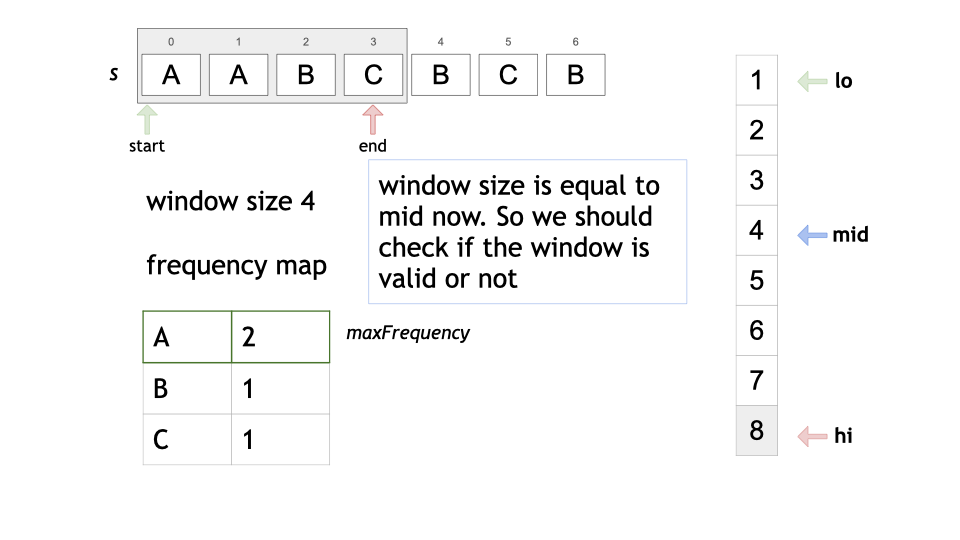 0 1 2 3 4 5 6
s A A B C B C B
start end
window size 4
frequency map
window size is equal to
mid now. So we should
check if the window is
valid or not
A 2 maxFrequency
B 1
C 1
1 lo
2
3
4 mid
5
6
7
8 hi